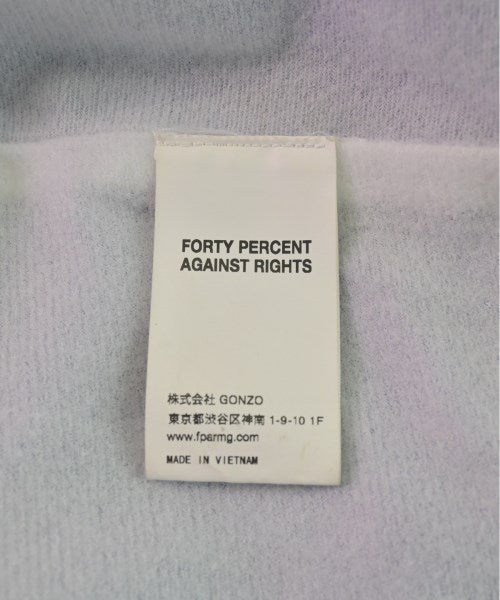 FORTY PERCENT
AGAINST RIGHTS
株式会社 GONZO
東京都渋谷区神南 1-9-10 1F
www.fparmg.com
MADE IN VIETNAM